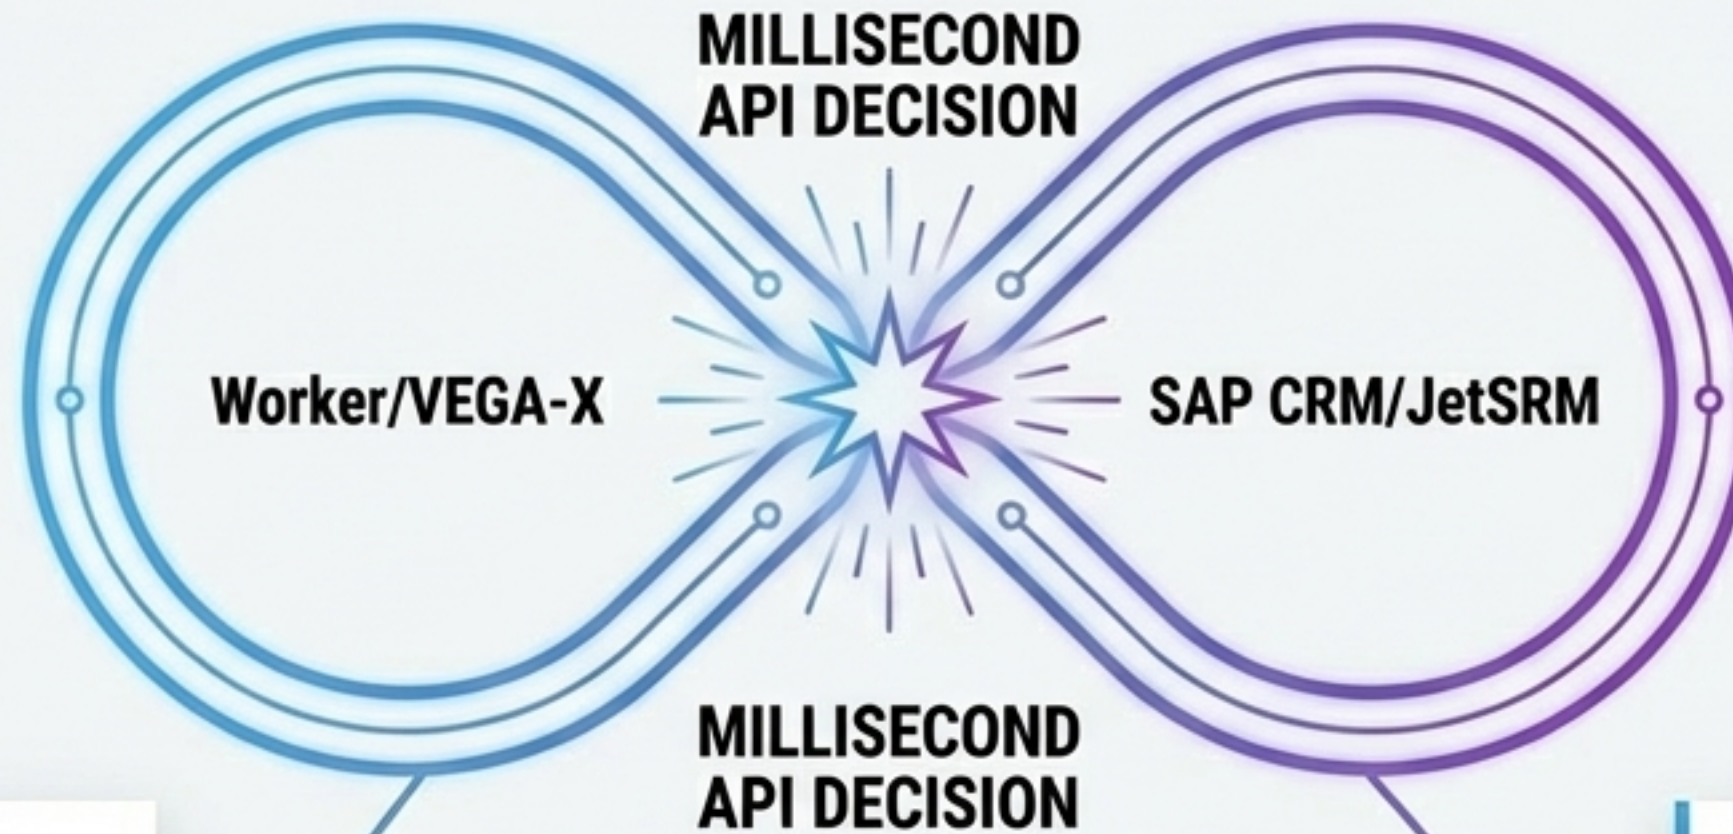 MILLISECOND
API DECISION
Worker/VEGA-X
SAP CRM/JetSRM
MILLISECOND
API DECISION